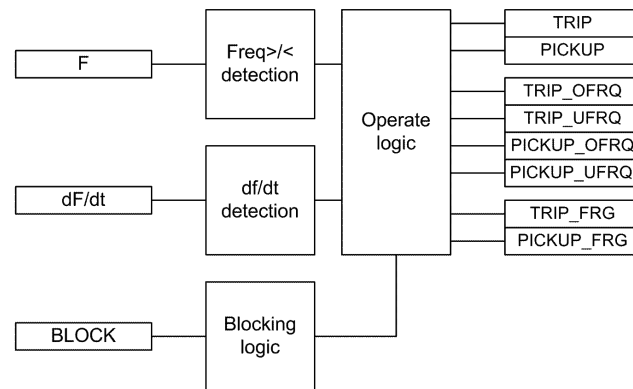 F
dF/dt
BLOCK
Freq>/<
detection
df/dt
detection
Blocking
logic
Operate
logic
TRIP
PICKUP
TRIP_OFRQ
TRIP_UFRQ
PICKUP_OFRQ
PICKUP_UFRQ
TRIP_FRG
PICKUP_FRG